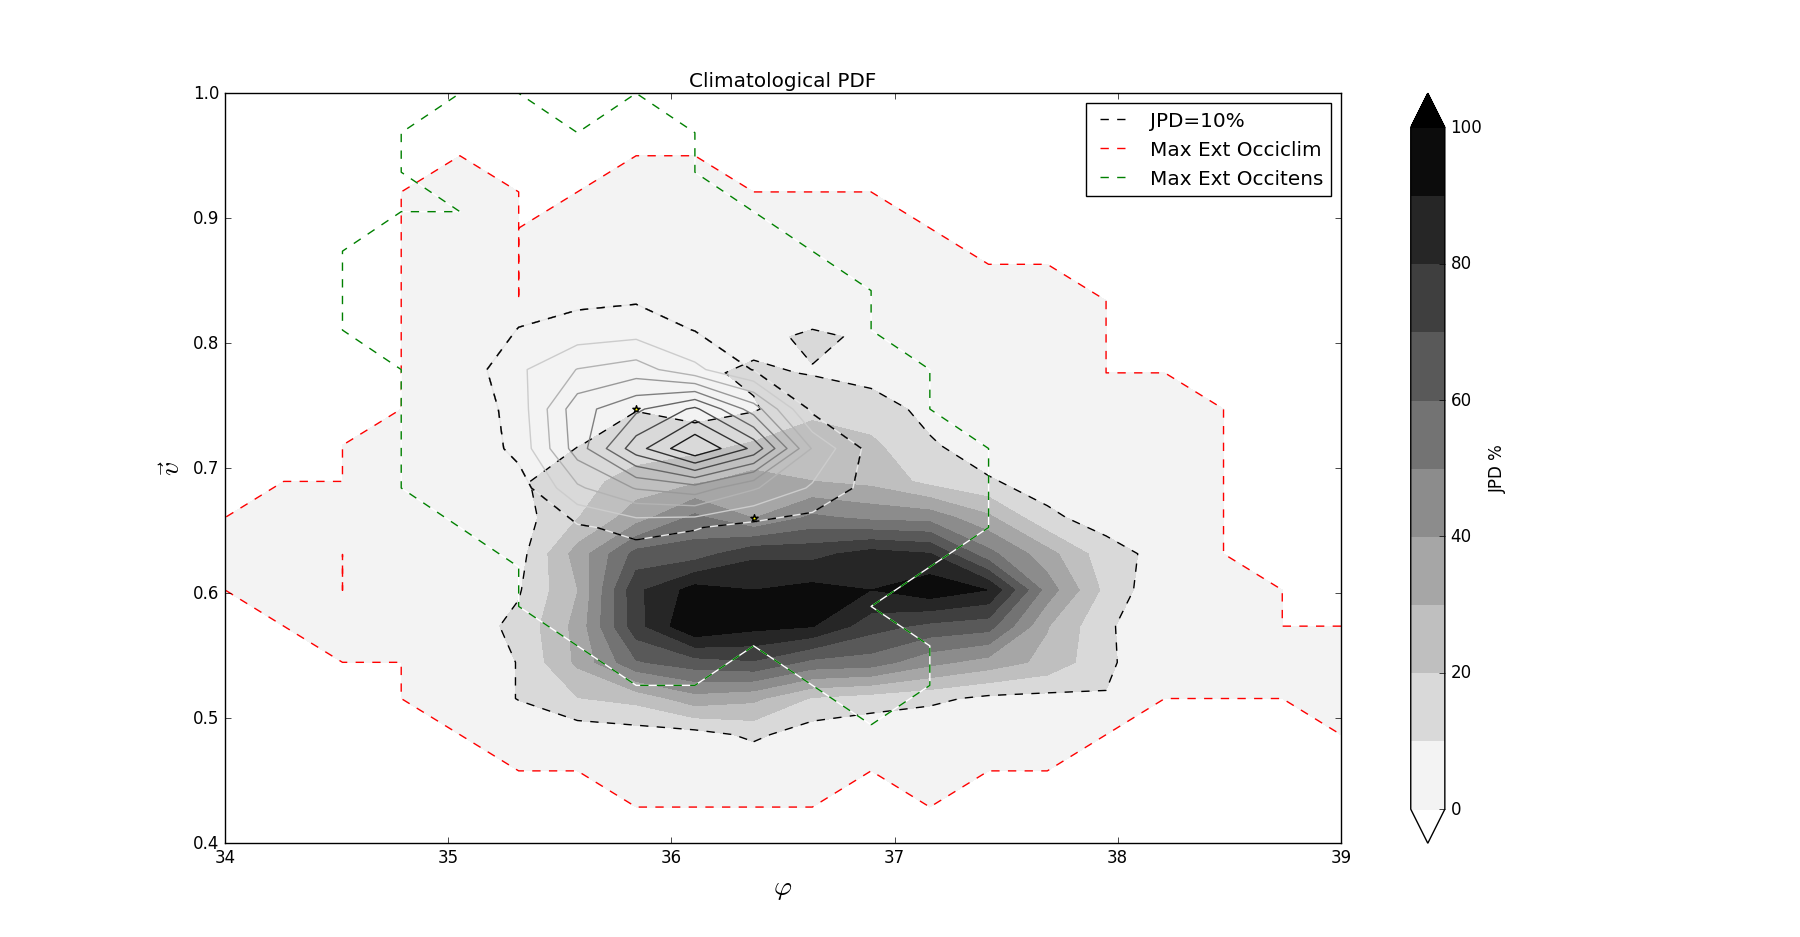 Climatological PDF
JPD=10%
Max Ext Occiclim
Max Ext Occitens
1.0
0.9
0.8
0.7
0.6
0.5
0.4
v⃗
34
35
36
37
38
39
φ
100
80
60
40
20
0
JPD %